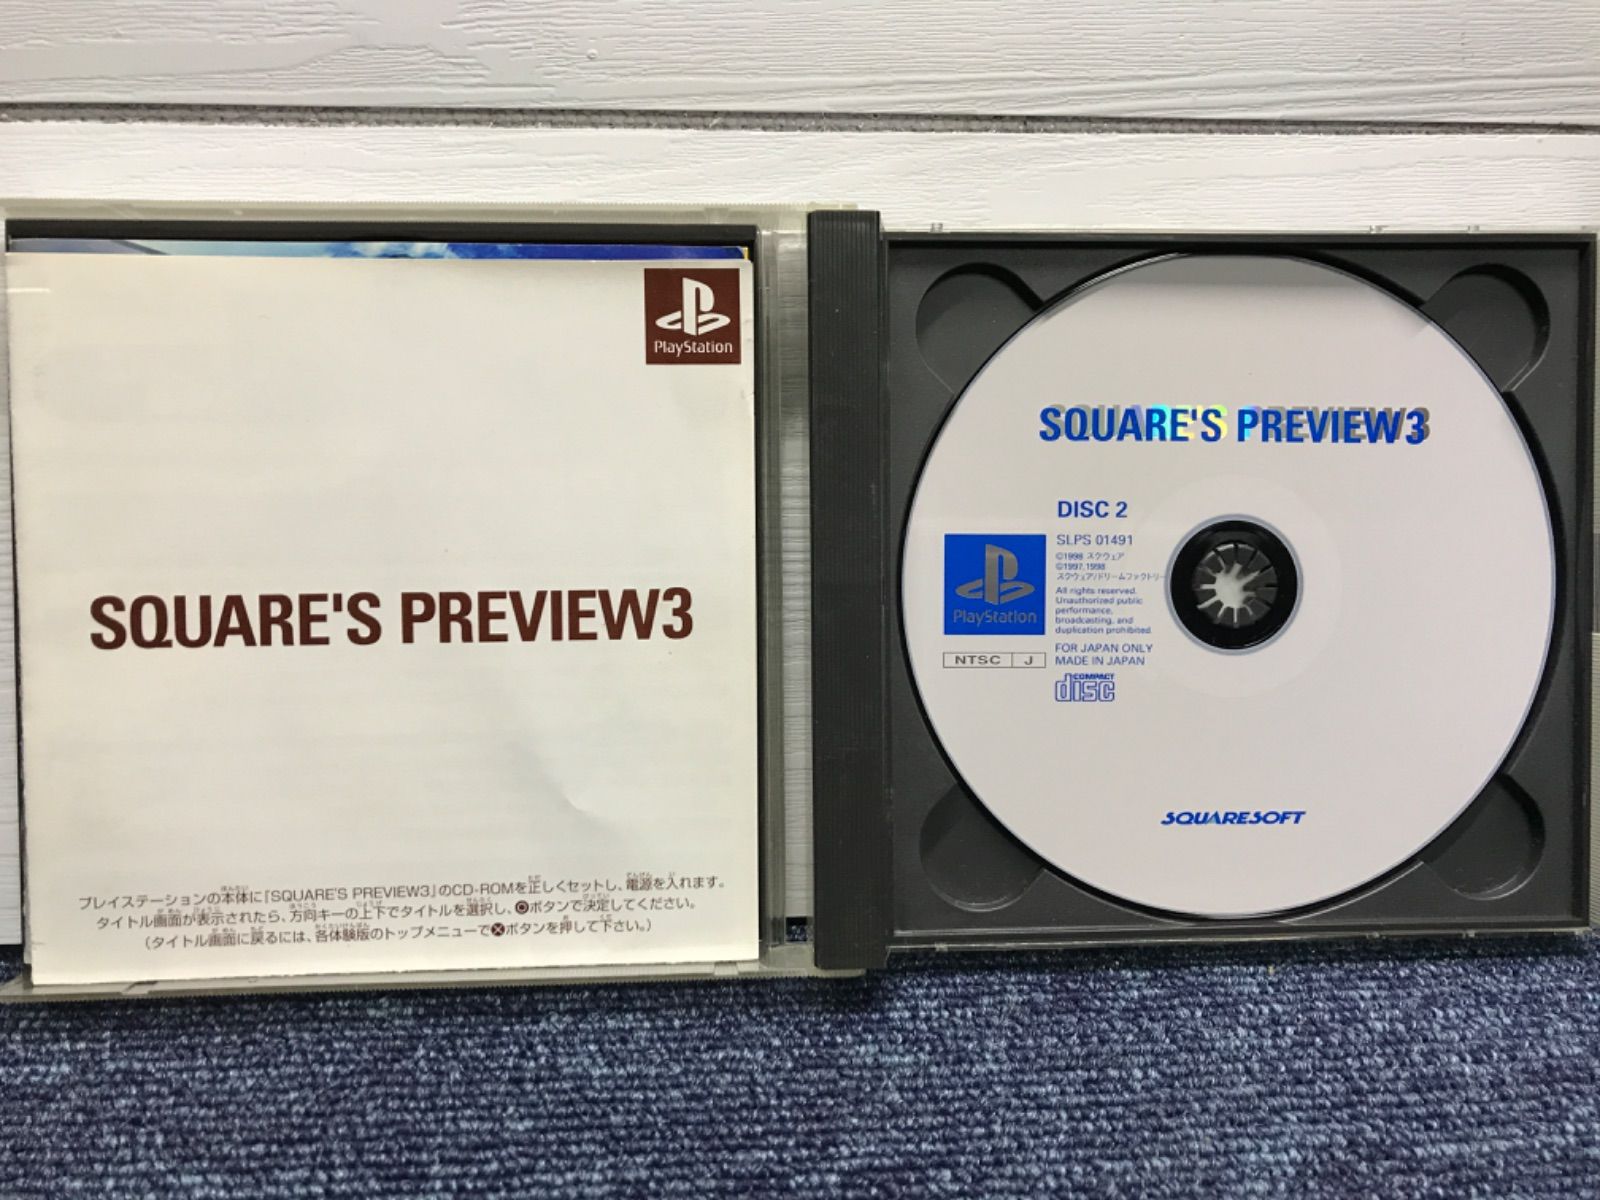 PlayStation
SQUARE'S PREVIEW3
プレイステーションの本体に『SQUARE'S PREVIEW3』のCD-ROMを正しくセットし、電源を入れます。
タイトル画面が表示されたら、方向キーの上下でタイトルを選択し、◎ボタンで決定してください。
(タイトル画面に戻るには、各体験版のトップメニューで⊗ボタンを押して下さい。)
SQUARE'S PREVIEW3
DISC 2
SLPS 01491
©1998 スクウェア
©1997,1998
スクウェア/ドリームファクトリー
All rights reserved.
Unauthorized public
performance,
broadcasting, and
duplication prohibited.
PlayStation
FOR JAPAN ONLY
NTSC J
MADE IN JAPAN
COMPACT
disc
SQUARESOFT